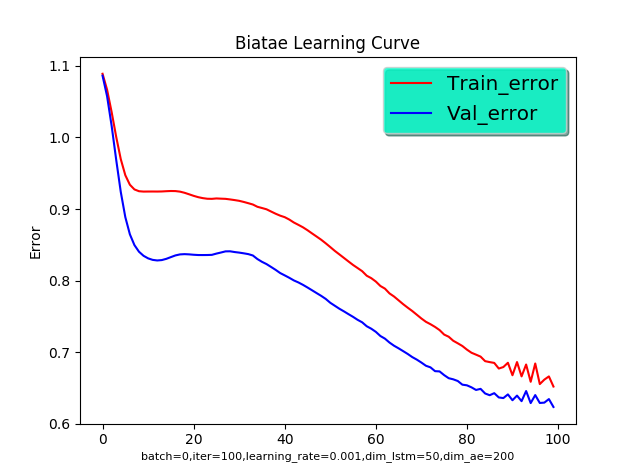 Biatae Learning Curve
Train_error
Val_error
Error
1.1
1.0
0.9
0.8
0.7
0.6
0 20 40 60 80 100
batch=0,iter=100,learning_rate=0.001,dim_lstm=50,dim_ae=200